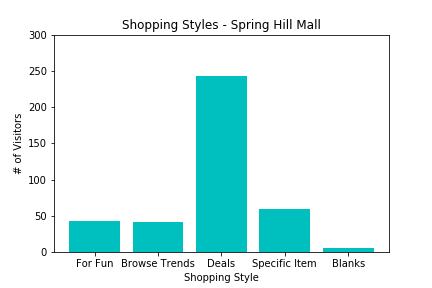 Shopping Styles - Spring Hill Mall
300
250
200
150
100
50
0
# of Visitors
For Fun Browse Trends Deals Specific Item Blanks
Shopping Style